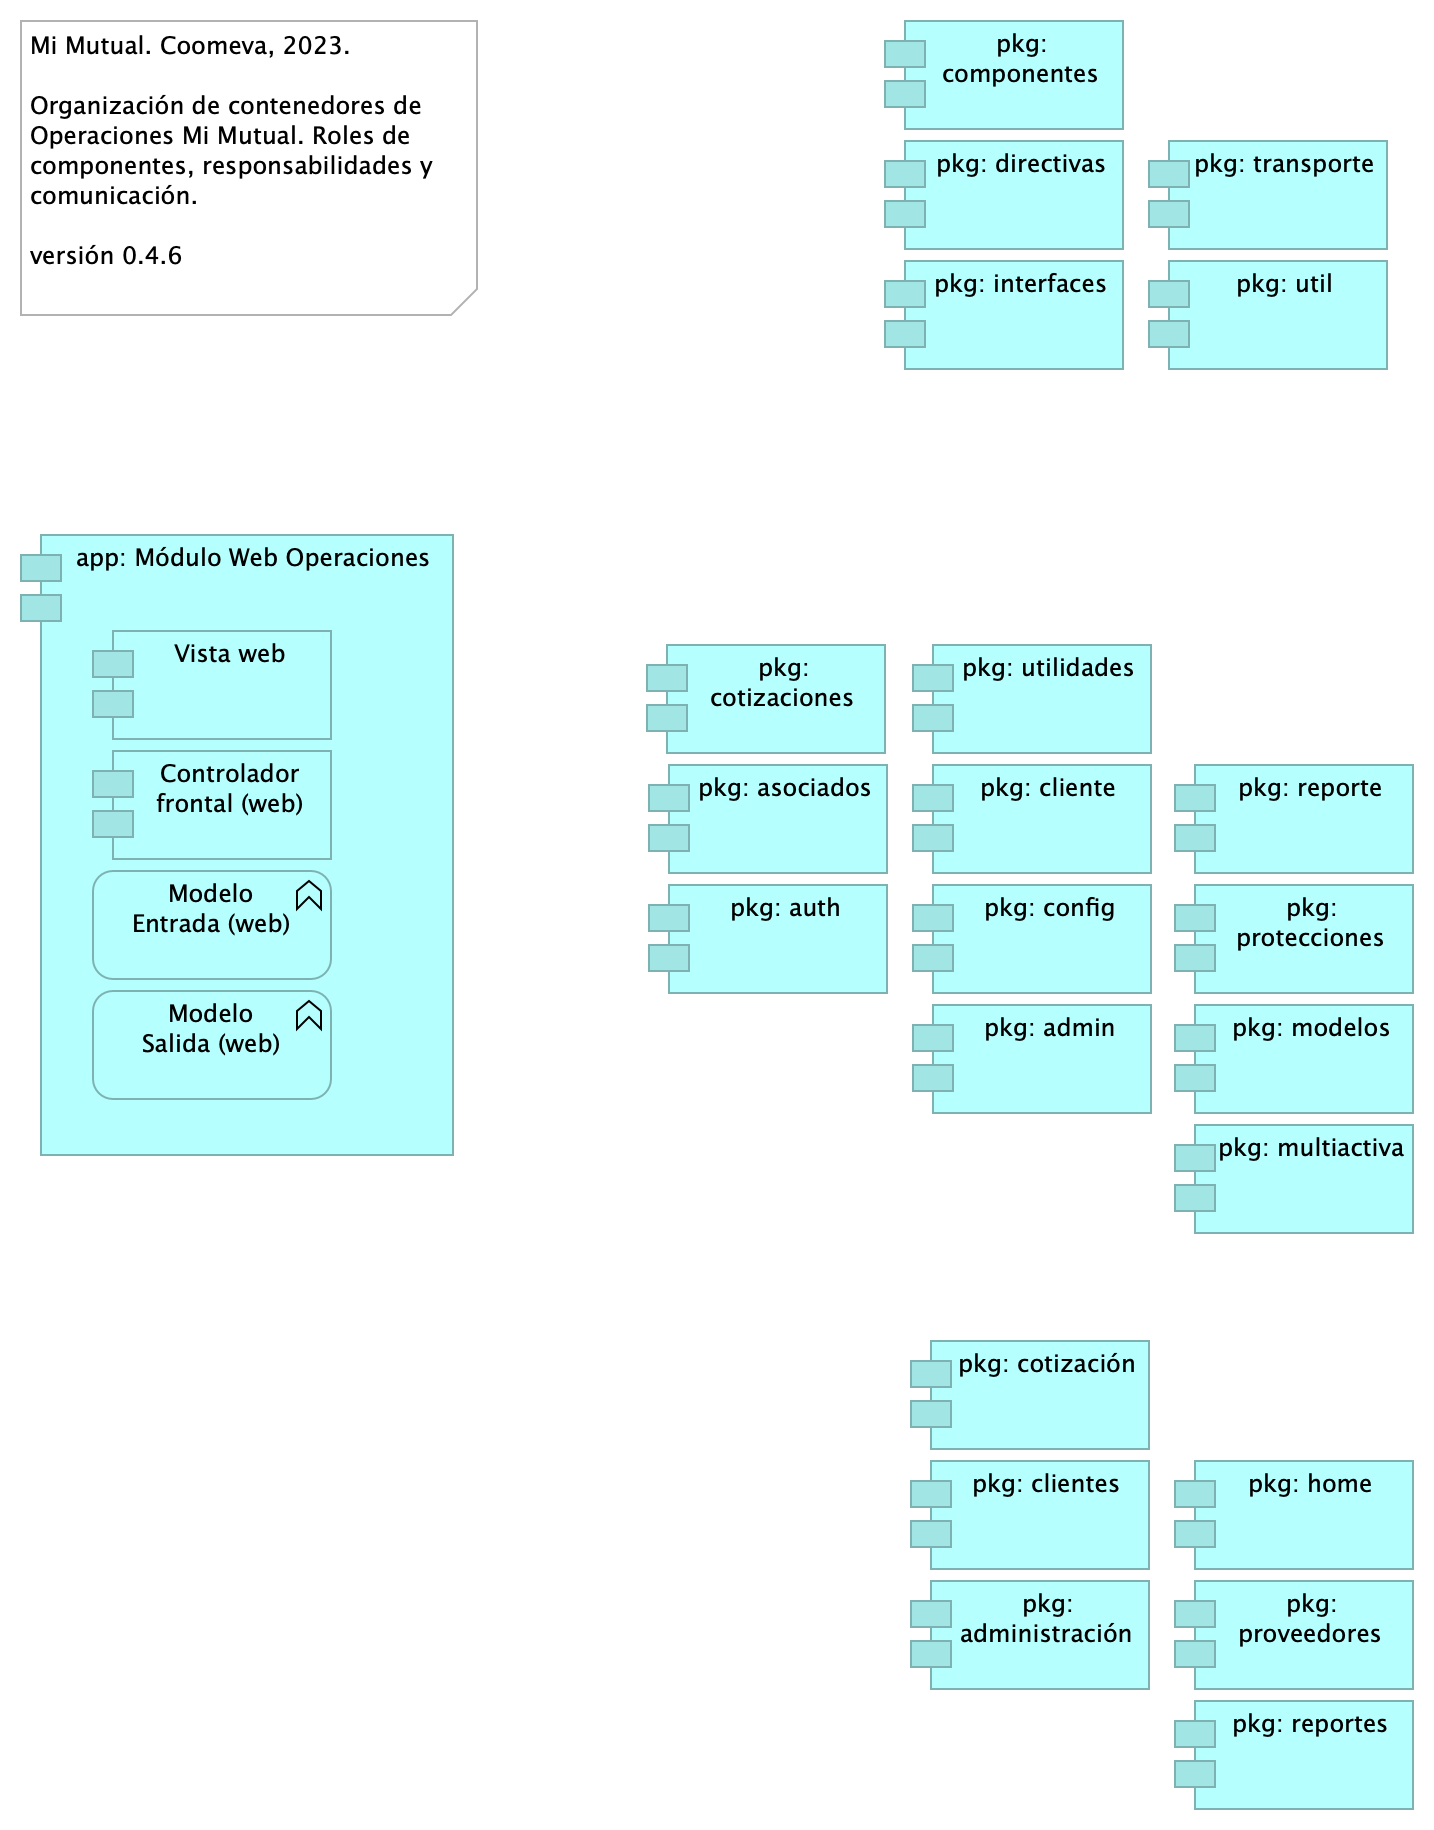 Mi Mutual. Coomeva, 2023.
Organización de contenedores de
Operaciones Mi Mutual. Roles de
componentes, responsabilidades y
comunicación.
versión 0.4.6
pkg:
componentes
pkg: directivas
pkg: transporte
pkg: interfaces
pkg: util
app: Módulo Web Operaciones
Vista web
Controlador
frontal (web)
Modelo
Entrada (web)
Modelo
Salida (web)
pkg:
cotizaciones
pkg: utilidades
pkg: asociados
pkg: cliente
pkg: reporte
pkg: auth
pkg: config
pkg:
protecciones
pkg: admin
pkg: modelos
pkg: multiactiva
pkg: cotización
pkg: clientes
pkg: home
pkg:
administración
pkg:
proveedores
pkg: reportes